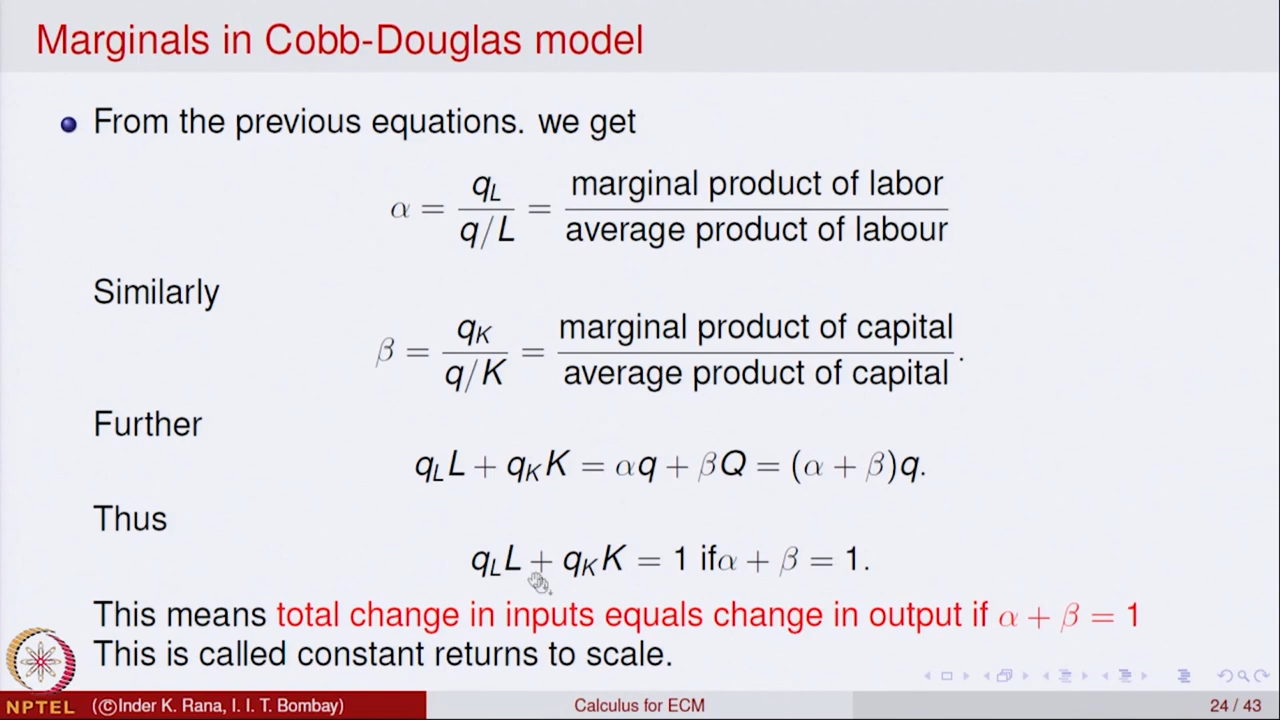 Marginals in Cobb-Douglas model
From the previous equations. we get
α = q_L / (q/L) = marginal product of labor / average product of labour
Similarly
β = q_K / (q/K) = marginal product of capital / average product of capital.
Further
q_L L + q_K K = αq + βQ = (α + β)q.
Thus
q_L L + q_K K = 1 ifα + β = 1.
This means total change in inputs equals change in output if α + β = 1
This is called constant returns to scale.
NPTEL (©Inder K. Rana, I. I. T. Bombay) Calculus for ECM 24 / 43